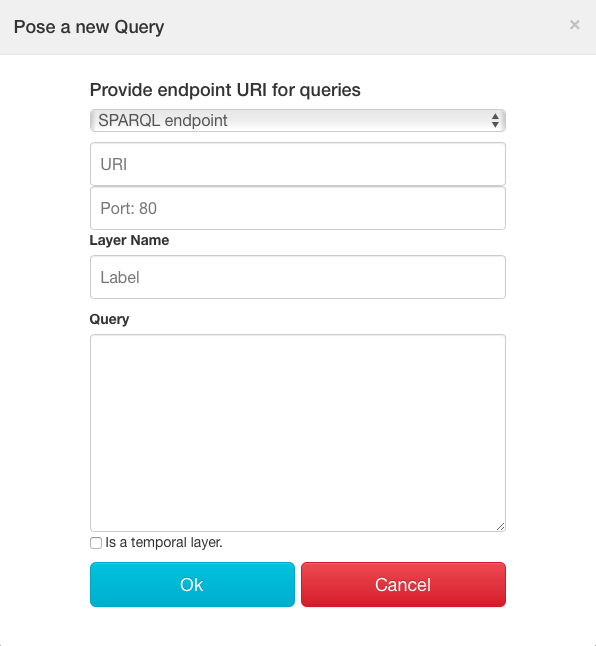 Pose a new Query
×
Provide endpoint URI for queries
SPARQL endpoint
URI
Port: 80
Layer Name
Label
Query
Is a temporal layer.
Ok
Cancel